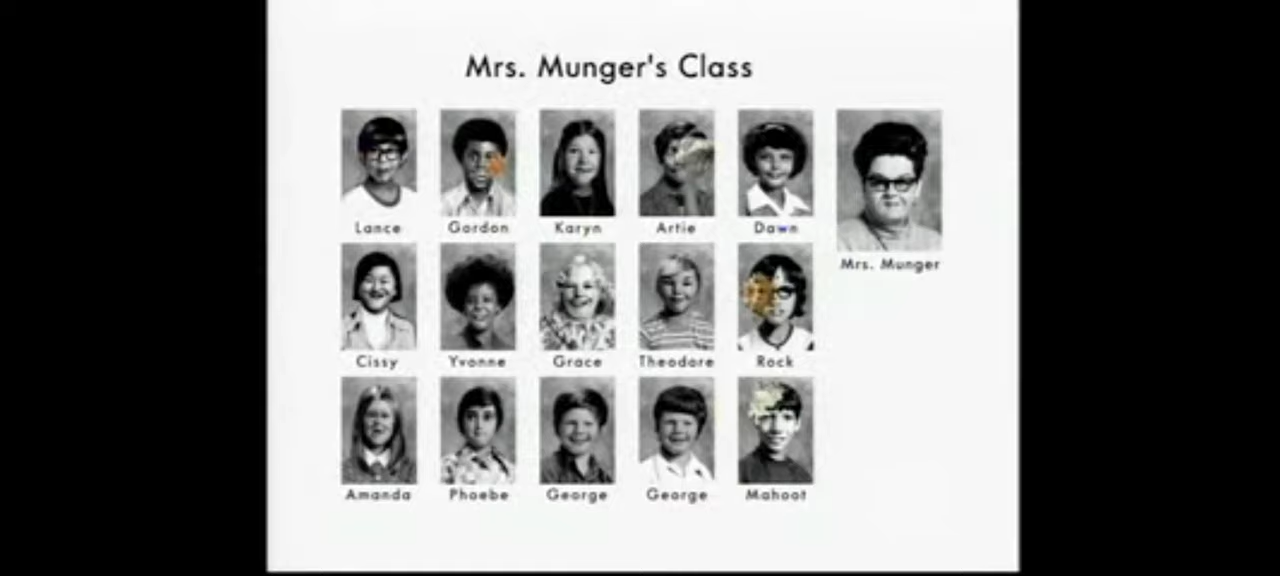 Mrs. Munger's Class
Lance Gordon Karyn Artie Dawn
Mrs. Munger
Cissy Yvonne Grace Theodore Rock
Amanda Phoebe George George Mahoot